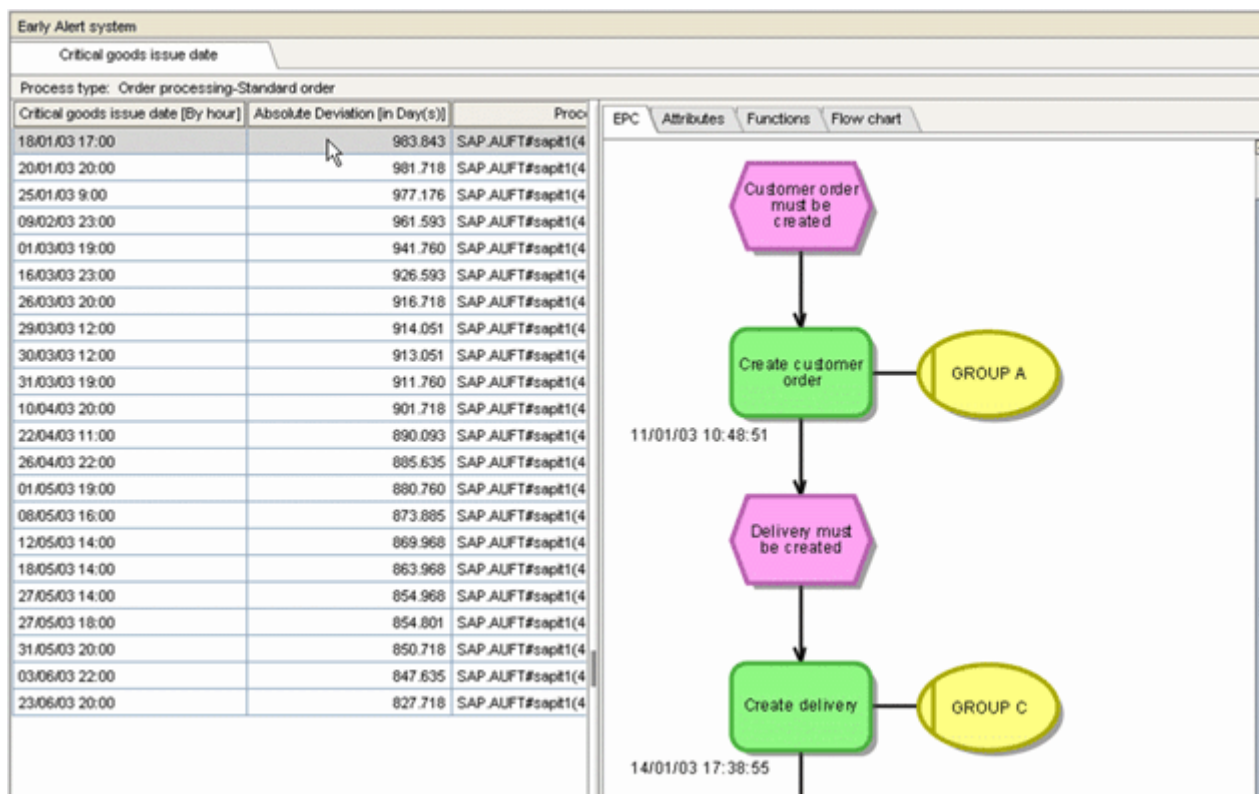 Early Alert system
Critical goods issue date
Process type: Order processing-Standard order
Critical goods issue date [By hour] Absolute Deviation [in Day(s)]
18/01/03 17:00 983.843 SAP.AUFT#sapit1(4
20/01/03 20:00 981.718 SAP.AUFT#sapit1(4
25/01/03 9:00 977.176 SAP.AUFT#sapit1(4
09/02/03 23:00 961.593 SAP.AUFT#sapit1(4
01/03/03 19:00 941.760 SAP.AUFT#sapit1(4
16/03/03 23:00 926.593 SAP.AUFT#sapit1(4
26/03/03 20:00 916.718 SAP.AUFT#sapit1(4
29/03/03 12:00 914.051 SAP.AUFT#sapit1(4
30/03/03 12:00 913.051 SAP.AUFT#sapit1(4
31/03/03 19:00 911.760 SAP.AUFT#sapit1(4
10/04/03 20:00 901.718 SAP.AUFT#sapit1(4
22/04/03 11:00 890.093 SAP.AUFT#sapit1(4
26/04/03 22:00 885.635 SAP.AUFT#sapit1(4
01/05/03 19:00 880.760 SAP.AUFT#sapit1(4
08/05/03 16:00 873.885 SAP.AUFT#sapit1(4
12/05/03 14:00 869.968 SAP.AUFT#sapit1(4
18/05/03 14:00 863.968 SAP.AUFT#sapit1(4
27/05/03 14:00 854.968 SAP.AUFT#sapit1(4
27/05/03 18:00 854.801 SAP.AUFT#sapit1(4
31/05/03 20:00 850.718 SAP.AUFT#sapit1(4
03/06/03 22:00 847.635 SAP.AUFT#sapit1(4
23/06/03 20:00 827.718 SAP.AUFT#sapit1(4
EPC Attributes Functions Flow chart
Customer order
must be
created
Create customer
order
GROUP A
11/01/03 10:48:51
Delivery must
be created
Create delivery
GROUP C
14/01/03 17:38:55